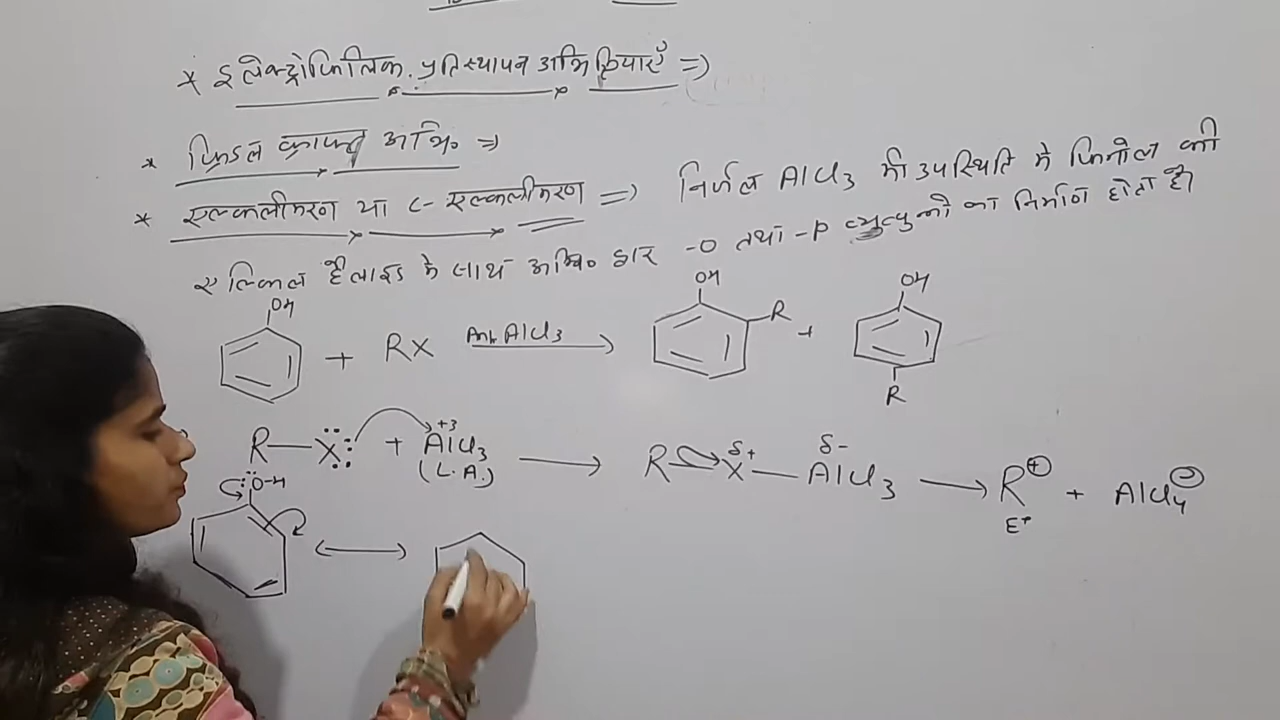 * इलेक्ट्रोफिलिक प्रतिस्थापन अभिक्रियाएँ ⇒
* फ्रिडल क्राफ्ट अभि० ⇒
* एल्कलीकरण या C- एल्कलीकरण ⇒ निर्जल AlCl3 की उपस्थिति मे फिनोल की
एल्किल हैलाइड के साथ अभि० द्वारा -O तथा -P व्युत्पन्नो का निर्माण होता है।
OH OH OH
+ RX Anh AlCl3 → R + R
R—X: + AlCl3 +3 (L.A.) → R—X—AlCl3 δ+ δ- → R⊕ + AlCl4⊖
E+
:O-H ↔